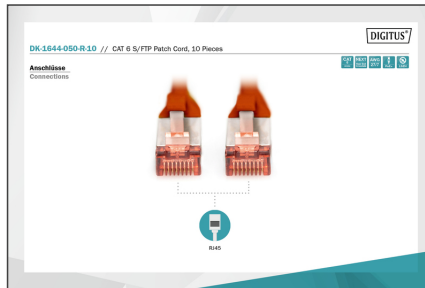 DIGITUS®
DK-1644-050-R-10 // CAT 6 S/FTP Patch Cord, 10 Pieces
Anschlüsse
Connections
RJ45